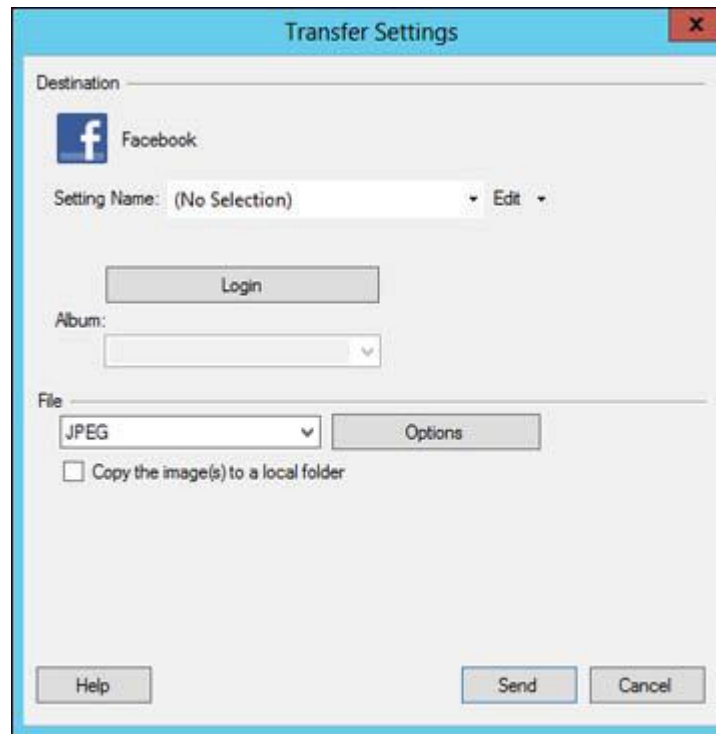 Transfer Settings
x
Destination
f Facebook
Setting Name: (No Selection) Edit
Login
Album:
File
JPEG Options
Copy the image(s) to a local folder
Help Send Cancel